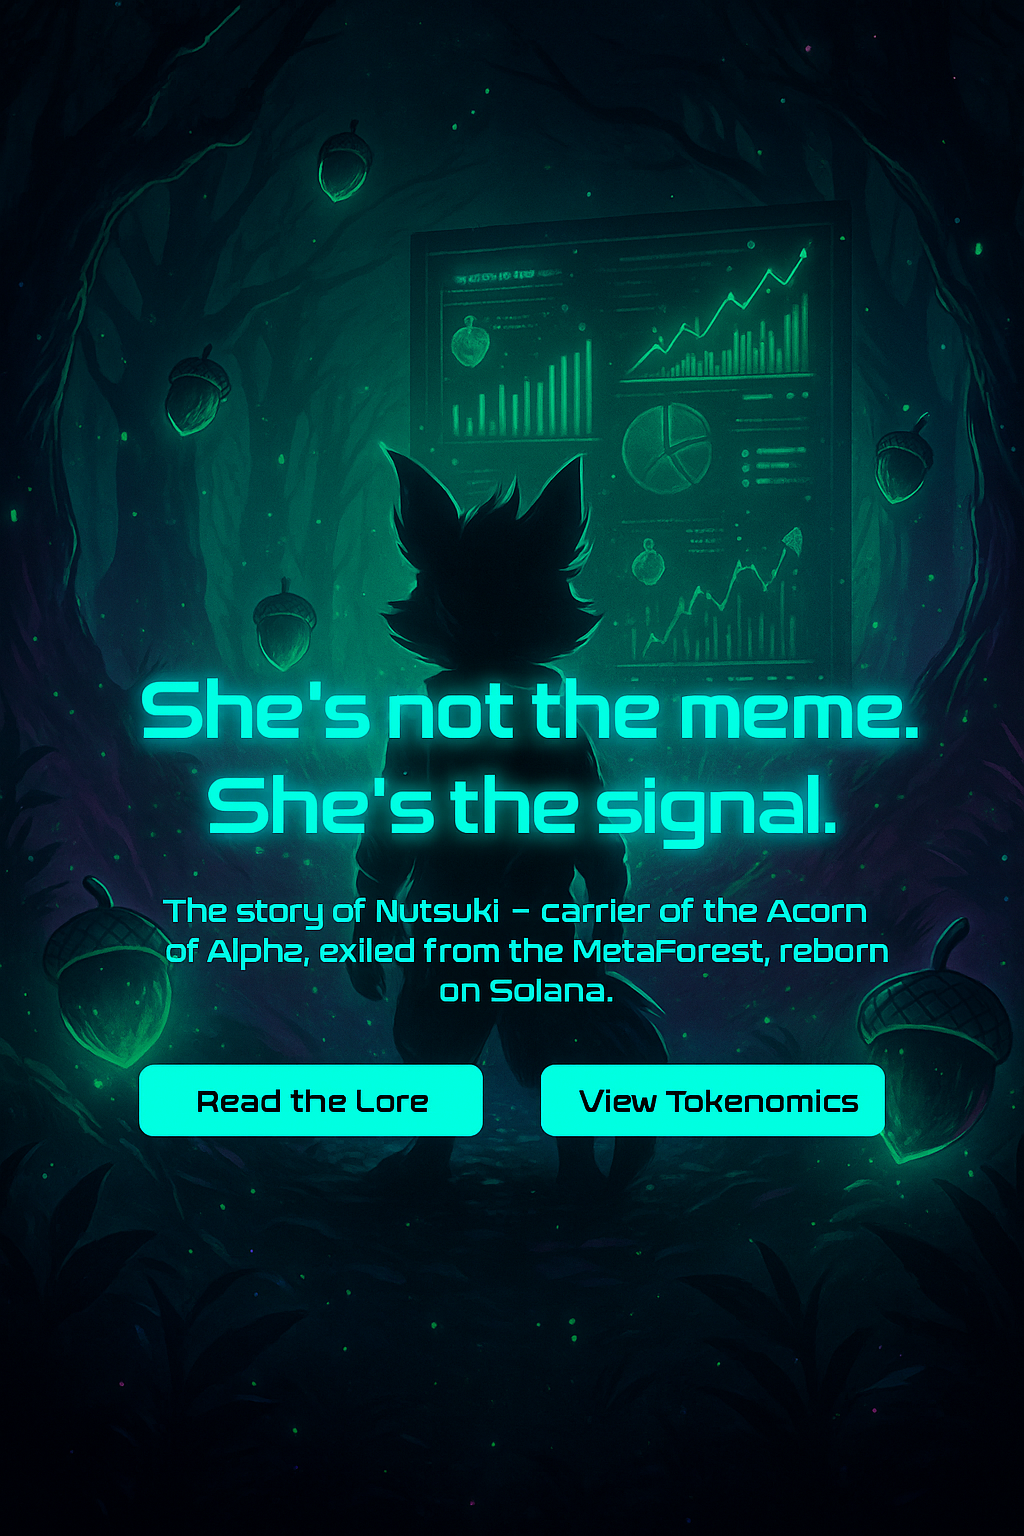 She's not the meme.
She's the signal.
The story of Nutsuki – carrier of the Acorn
of Alpha, exiled from the MetaForest, reborn
on Solana.
Read the Lore
View Tokenomics